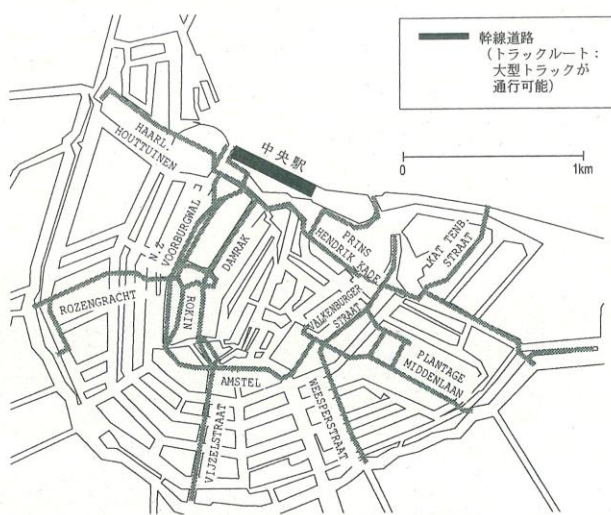 幹線道路
(トラックルート:
大型トラックが
通行可能)
0 1km
中央駅
HAARL.
HOUTTUINEN
N.Z.
VOORBURGWAL
DAMRAK
PRINS
HENDRIK KADE
KAT TENB.
STRAAT
ROZENGRACHT
ROKIN
VALKENBURGER
STRAAT
PLANTAGE
MIDDENLAAN
AMSTEL
WEESPERSTRAAT
VIJZELSTRAAT